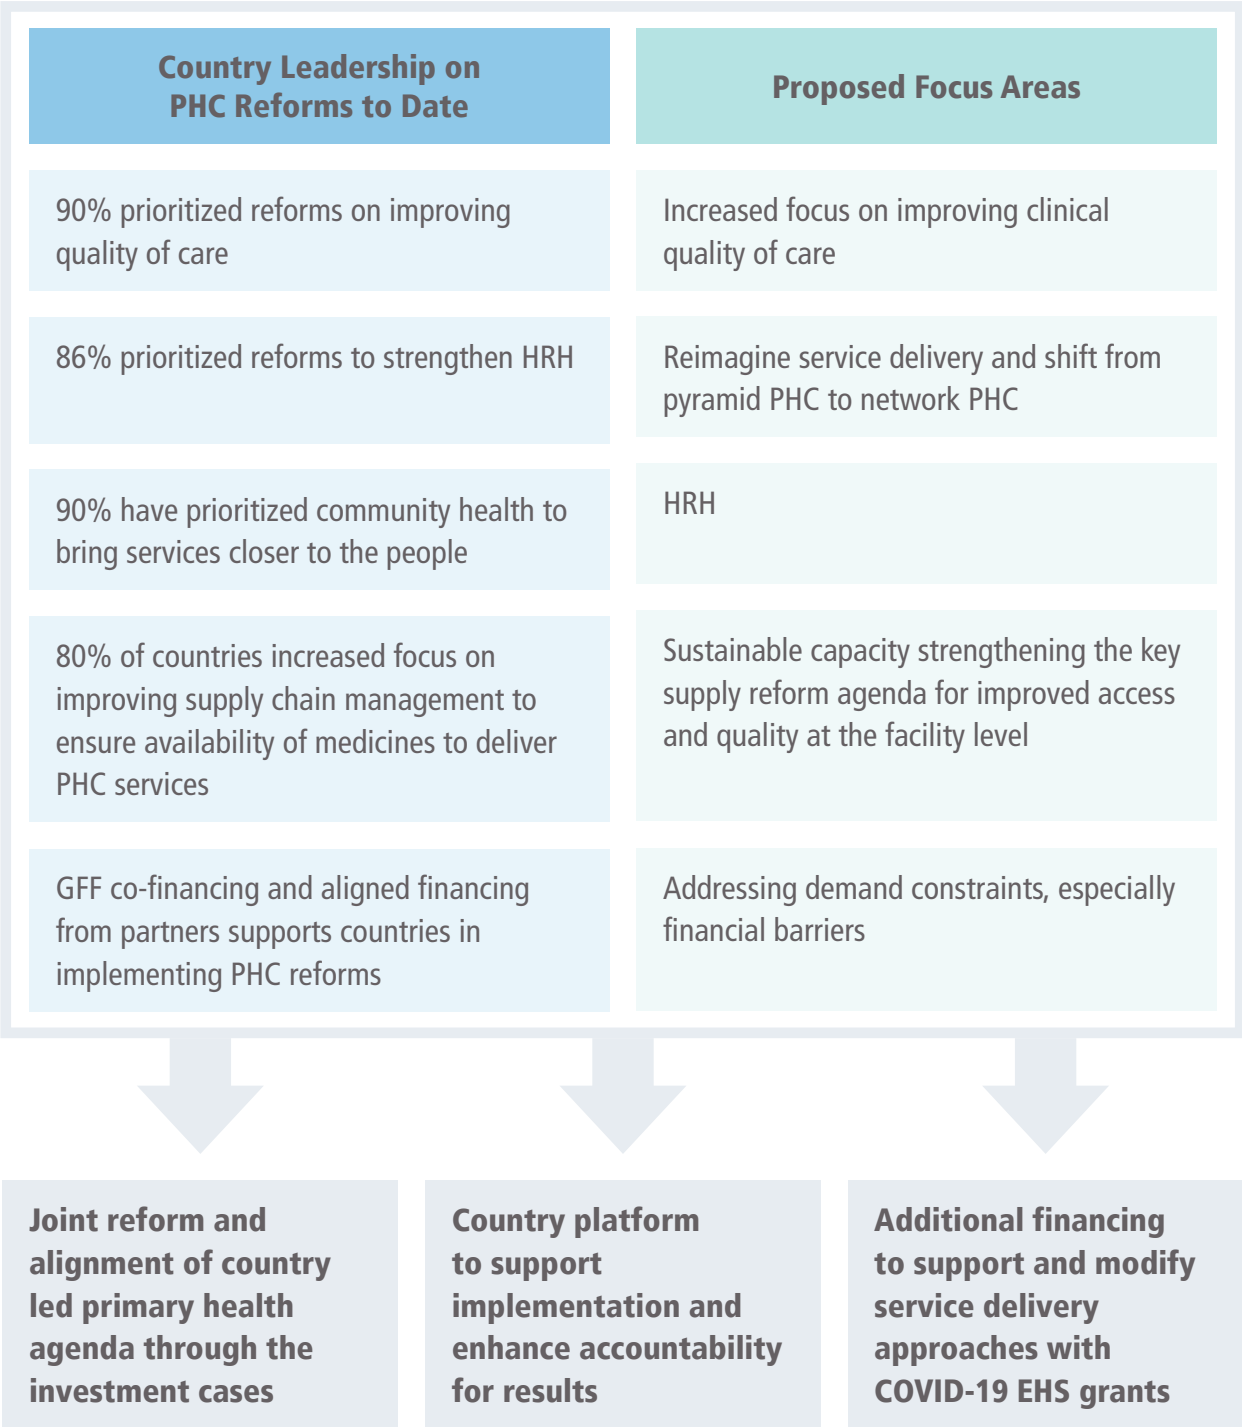 Country Leadership on
PHC Reforms to Date
Proposed Focus Areas
90% prioritized reforms on improving
quality of care
Increased focus on improving clinical
quality of care
86% prioritized reforms to strengthen HRH
Reimagine service delivery and shift from
pyramid PHC to network PHC
90% have prioritized community health to
bring services closer to the people
HRH
80% of countries increased focus on
improving supply chain management to
ensure availability of medicines to deliver
PHC services
Sustainable capacity strengthening the key
supply reform agenda for improved access
and quality at the facility level
GFF co-financing and aligned financing
from partners supports countries in
implementing PHC reforms
Addressing demand constraints, especially
financial barriers
Joint reform and
alignment of country
led primary health
agenda through the
investment cases
Country platform
to support
implementation and
enhance accountability
for results
Additional financing
to support and modify
service delivery
approaches with
COVID-19 EHS grants